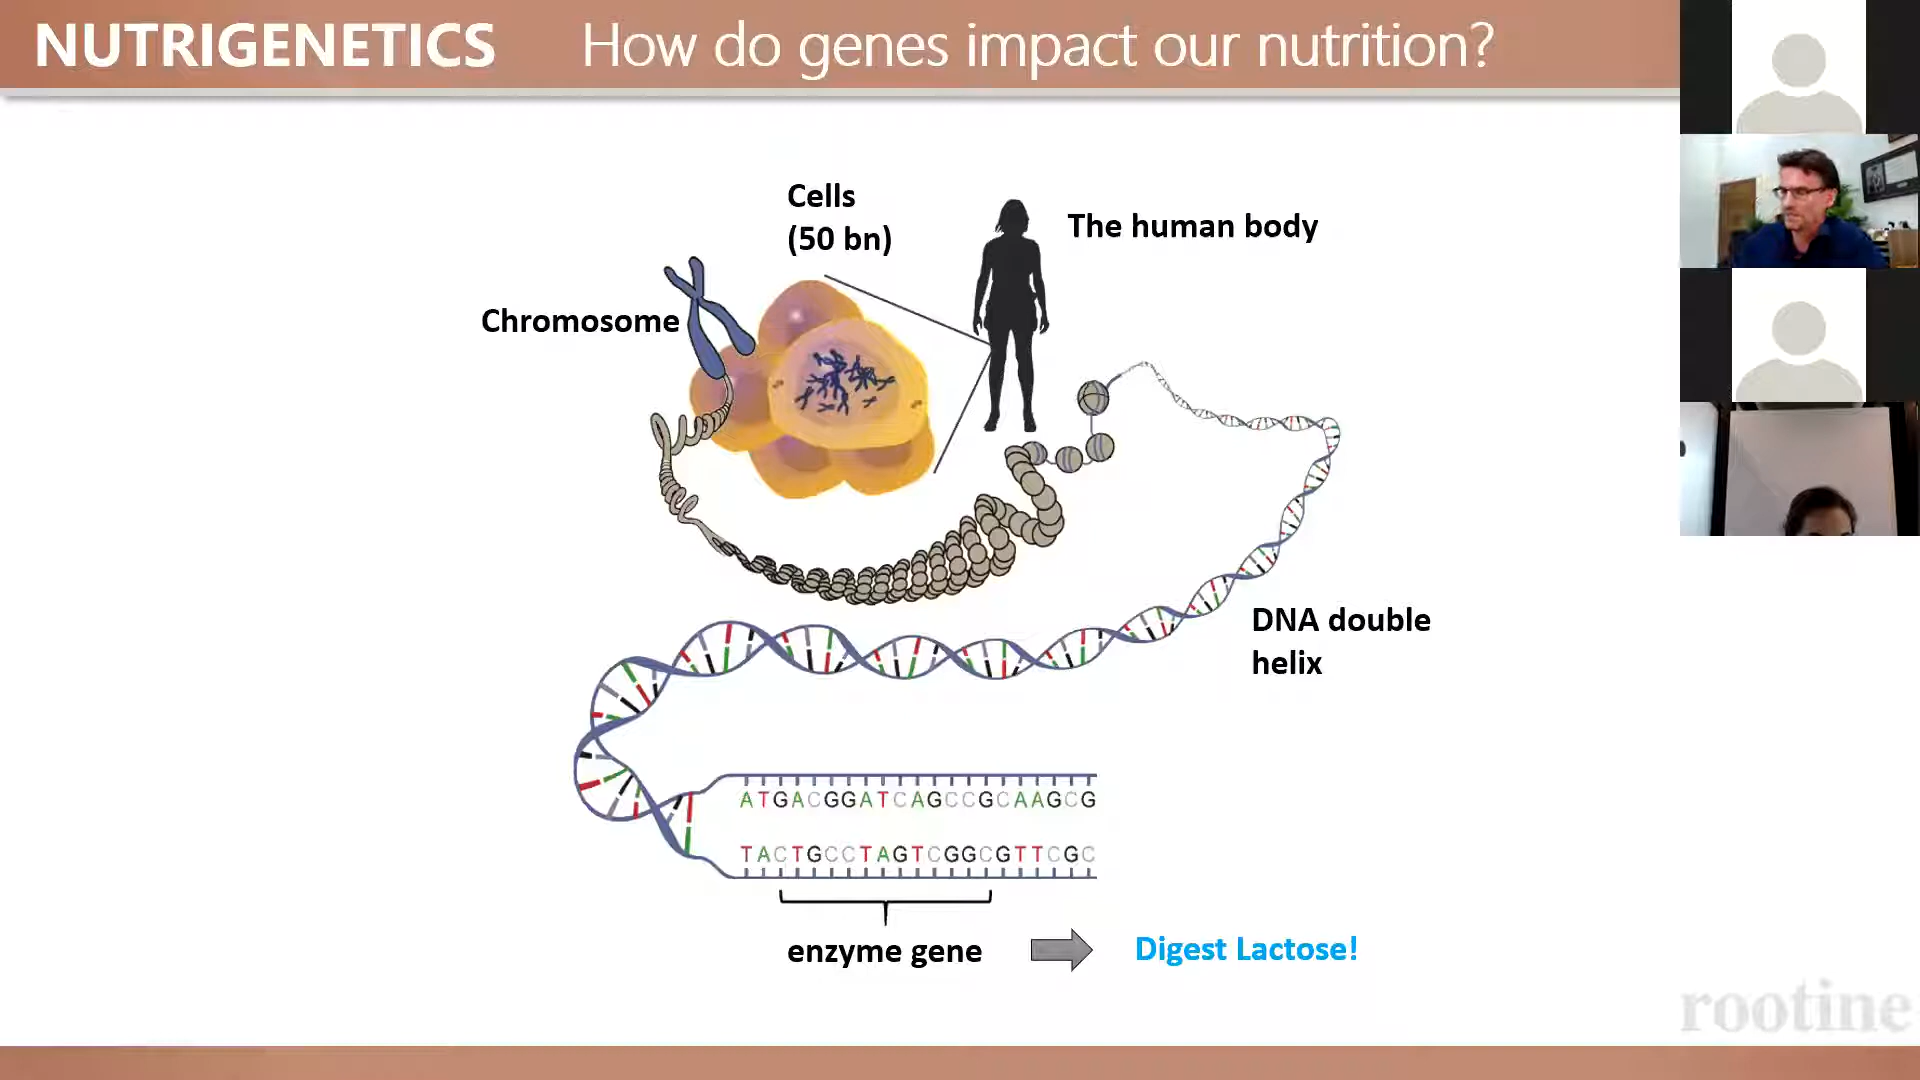 NUTRIGENETICS How do genes impact our nutrition?
Cells
(50 bn)
The human body
Chromosome
DNA double
helix
ATGACGGATCAGCCGCAAGCG
TACTGCCTAGTCGGCGTTCGC
enzyme gene
Digest Lactose!
rootine